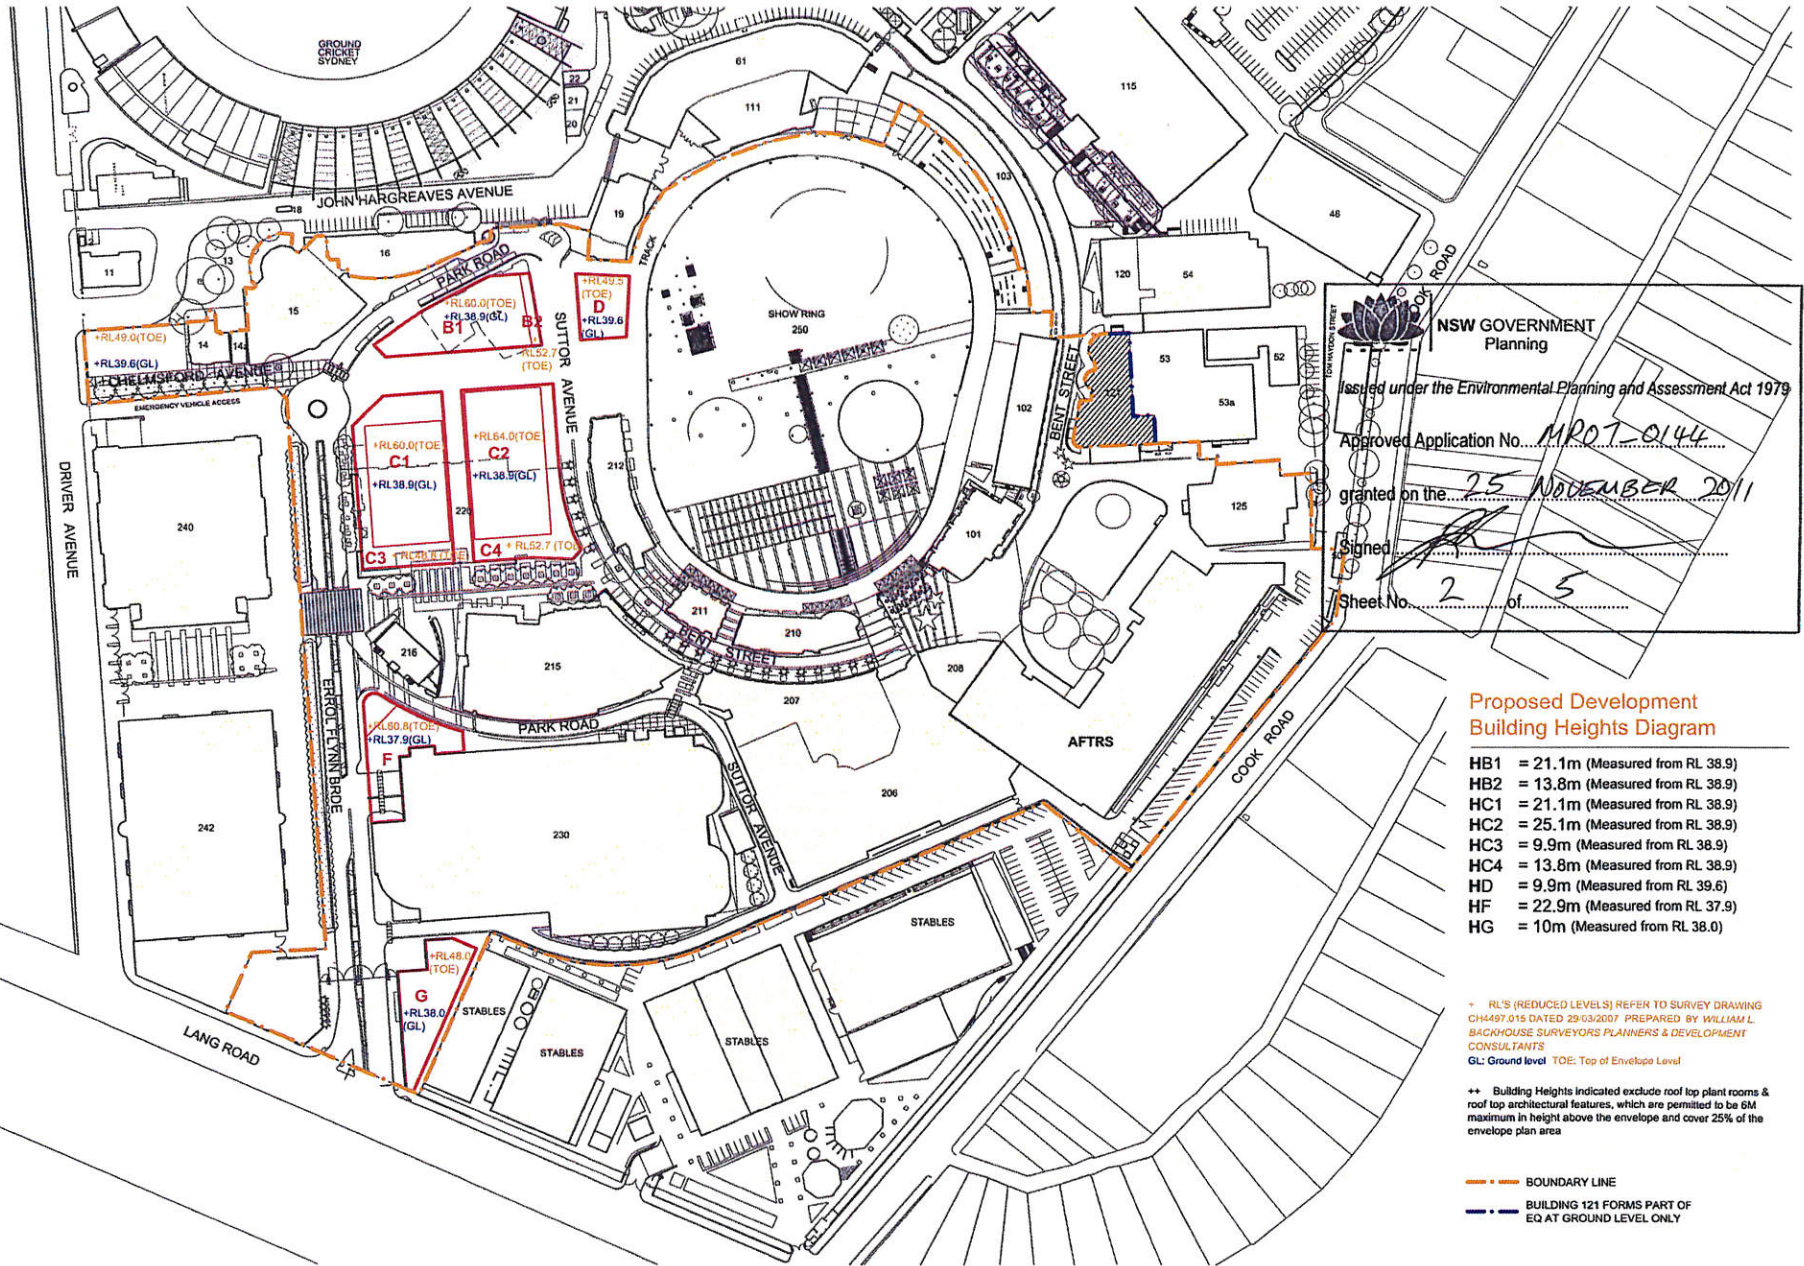 GROUND
CRICKET
SYDNEY
22
21
20
61
111
115
JOHN HARGREAVES AVENUE
18
19
TRACK
103
48
COOK ROAD
11
13
16
PARK ROAD
15
14
14a
120
54
+RL49.0(TOE)
+RL39.6(GL)
CHELMSFORD AVENUE
EMERGENCY VEHICLE ACCESS
+RL60.0(TOE)
+RL38.9(GL)
B1
B2
RL52.7
(TOE)
SUTTOR AVENUE
+RL49.5
(TOE)
D
+RL39.6
(GL)
SHOW RING
250
BENT STREET
102
121
53
52
53a
125
101
+RL60.0(TOE)
C1
+RL38.9(GL)
+RL64.0(TOE
C2
+RL38.9(GL)
220
C3
C4
+ RL52.7 (TOE
212
DRIVER AVENUE
240
242
211
210
BENT STREET
216
215
208
207
206
PARK ROAD
ERROL FLYNN BRDE
+RL60.8(TOE)
+RL37.9(GL)
F
230
SUTTOR AVENUE
AFTRS
COOK ROAD
+RL48.0
(TOE)
G
+RL38.0
(GL)
STABLES
STABLES
STABLES
STABLES
LANG ROAD
NSW GOVERNMENT
Planning
Issued under the Environmental Planning and Assessment Act 1979
Approved Application No. MP07_0144
granted on the 25 NOVEMBER 2011
Signed
Sheet No. 2 of 5
Proposed Development
Building Heights Diagram
HB1 = 21.1m (Measured from RL 38.9)
HB2 = 13.8m (Measured from RL 38.9)
HC1 = 21.1m (Measured from RL 38.9)
HC2 = 25.1m (Measured from RL 38.9)
HC3 = 9.9m (Measured from RL 38.9)
HC4 = 13.8m (Measured from RL 38.9)
HD = 9.9m (Measured from RL 39.6)
HF = 22.9m (Measured from RL 37.9)
HG = 10m (Measured from RL 38.0)
+ RL'S (REDUCED LEVELS) REFER TO SURVEY DRAWING
CH4497.015 DATED 29/03/2007 PREPARED BY WILLIAM L.
BACKHOUSE SURVEYORS PLANNERS & DEVELOPMENT
CONSULTANTS
GL: Ground level TOE: Top of Envelope Level
++ Building Heights indicated exclude roof top plant rooms &
roof top architectural features, which are permitted to be 6M
maximum in height above the envelope and cover 25% of the
envelope plan area
BOUNDARY LINE
BUILDING 121 FORMS PART OF
EQ AT GROUND LEVEL ONLY